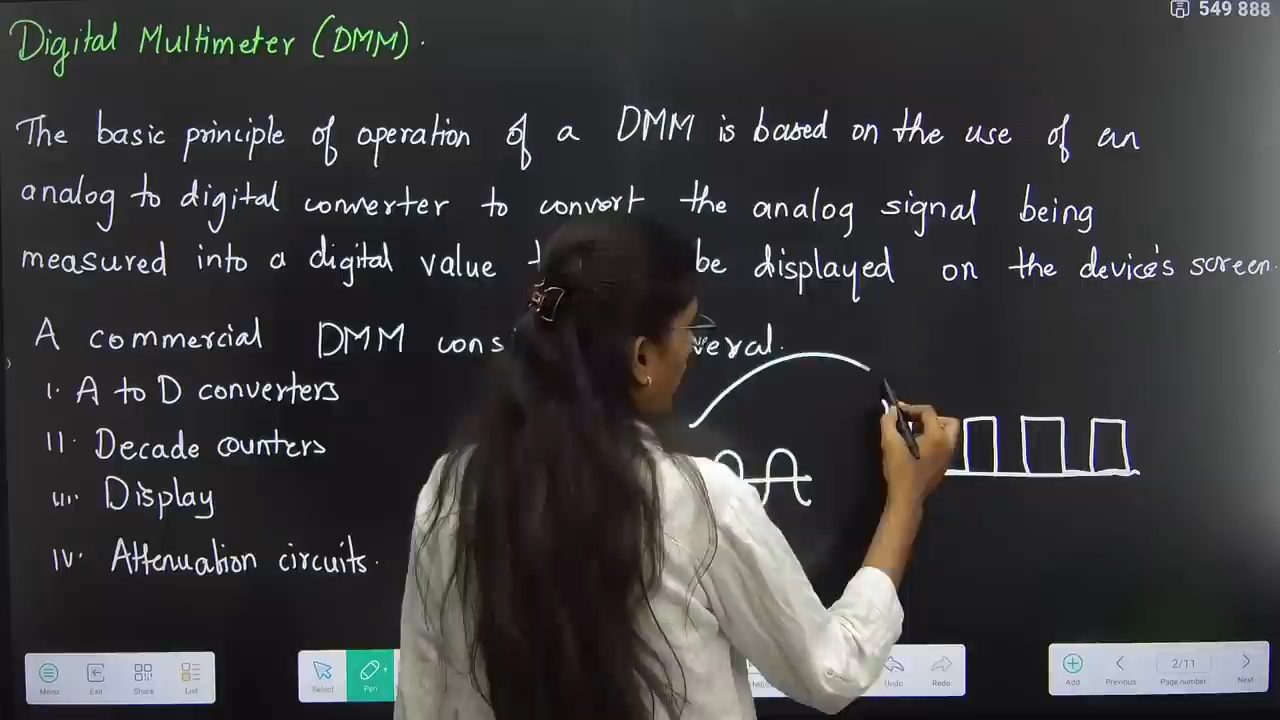 549 888
Digital Multimeter (DMM).
The basic principle of operation of a DMM is based on the use of an
analog to digital converter to convert the analog signal being
measured into a digital value be displayed on the device's screen.
A commercial DMM
I. A to D converters
II. Decade counters
III. Display
IV. Attenuation circuits.
Menu Exit Share List Select Pen Undo Redo Add Previous 2/11 Page number Next